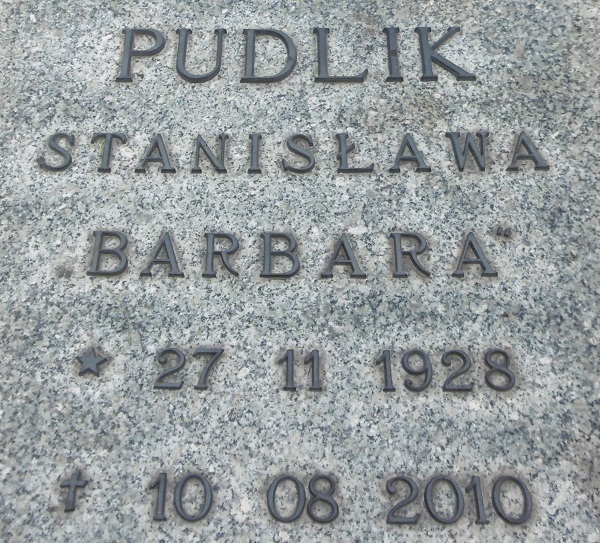 PUDLIK
STANISŁAWA
BARBARA"
★ 27 11 1928
† 10 08 2010